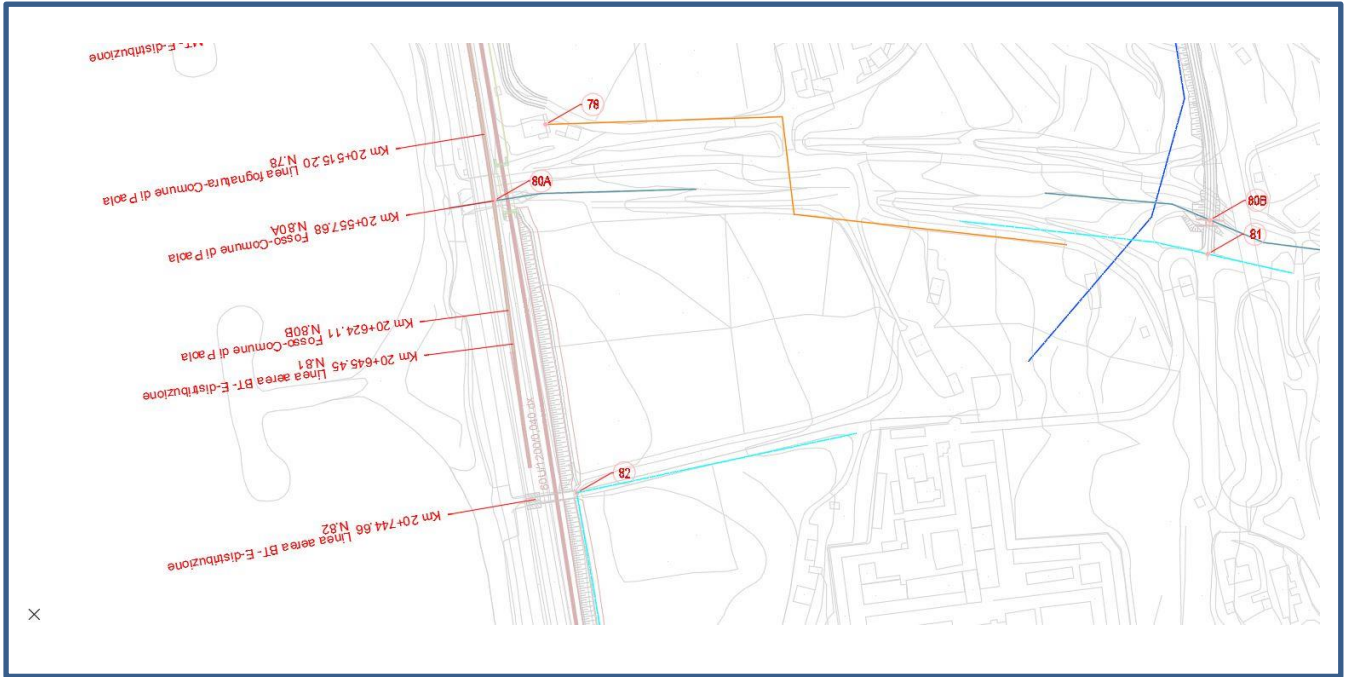 MT- E-distribuzione
Km 20+515.20 N.78
Linea fognatura-Comune di Paola
Km 20+557.68 N.80A
Fosso-Comune di Paola
Km 20+624.11 N.80B
Fosso-Comune di Paola
Km 20+645.45 N.81
Linea aerea BT- E-distribuzione
Km 20+744.66 N.82
Linea aerea BT- E-distribuzione
78
80A
80B
81
82